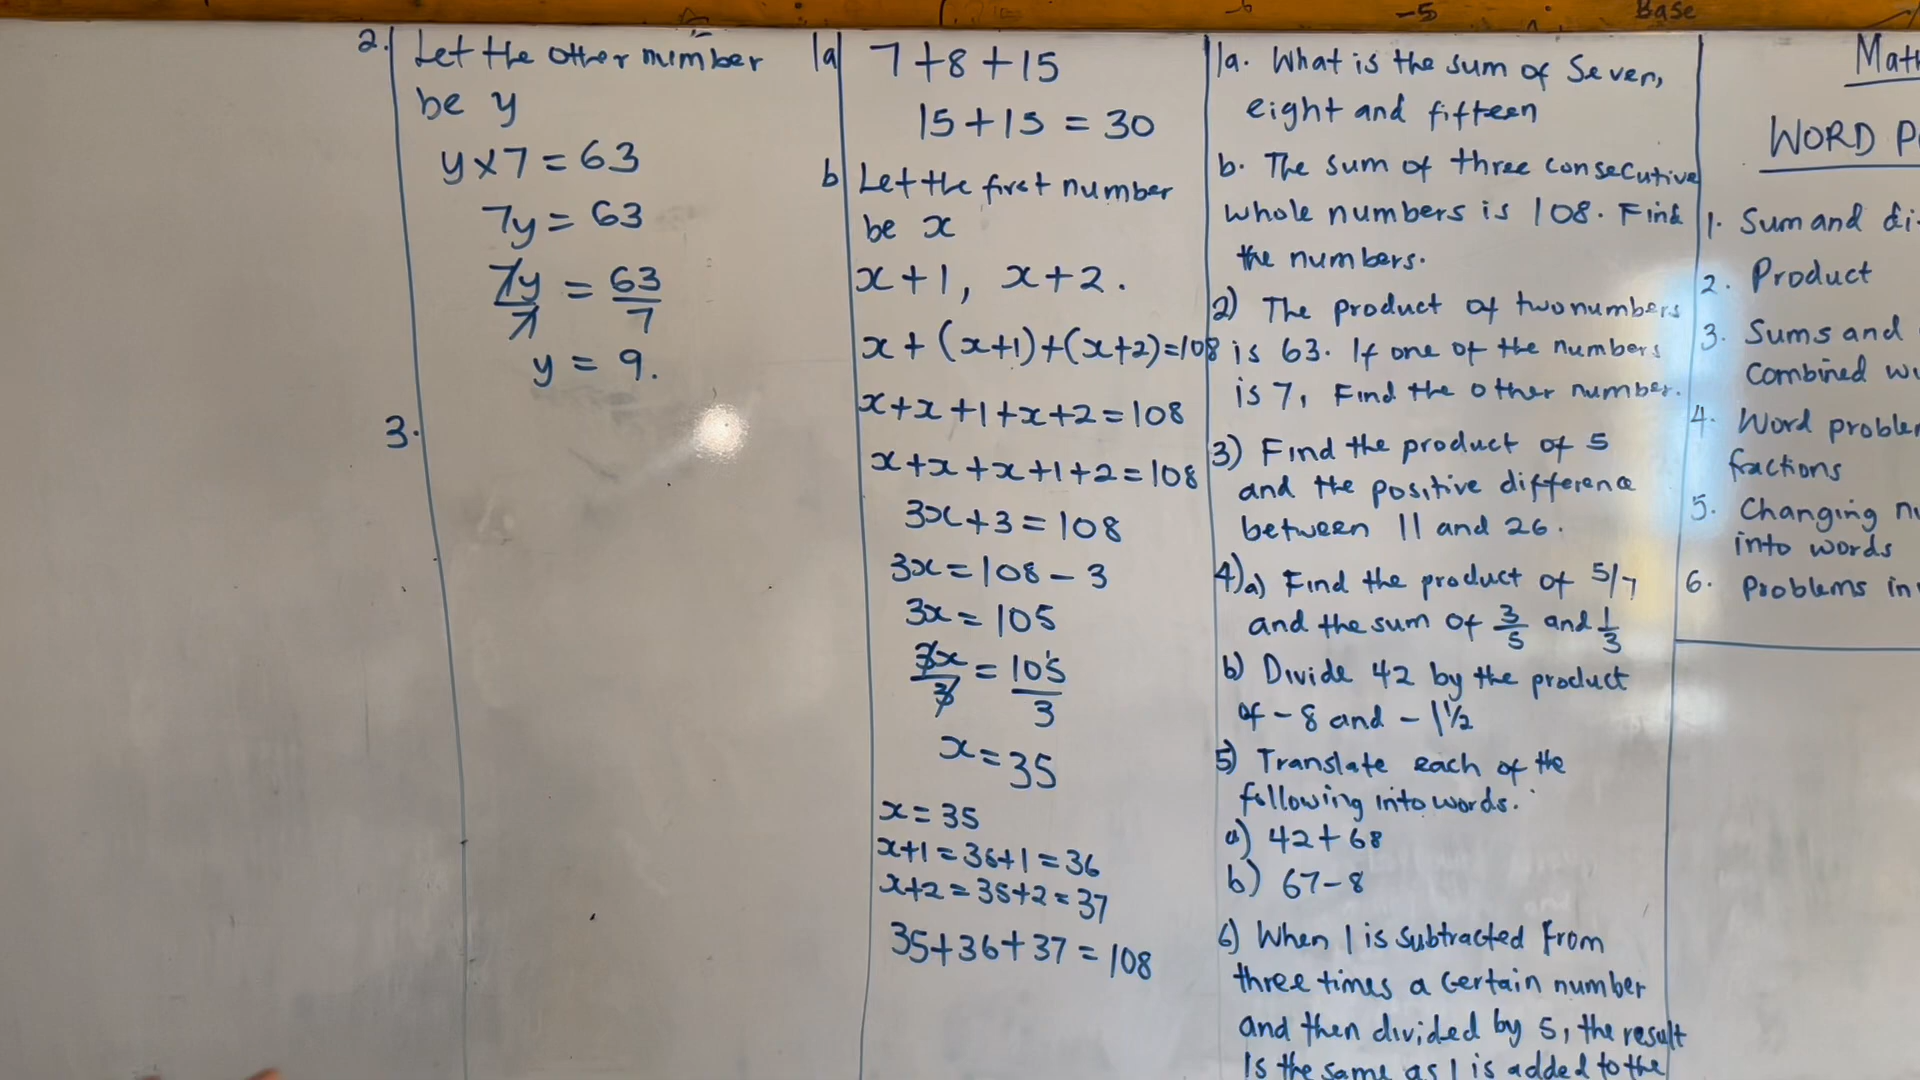 -5
Base
2. Let the other number
be y
y x 7 = 63
7y = 63
7y/7 = 63/7
y = 9.
3.
1a 7+8+15
15+15 = 30
b Let the first number
be x
x+1, x+2.
x + (x+1)+(x+2)=108
x+x+1+x+2=108
x+x+x+1+2=108
3x+3=108
3x=108-3
3x=105
3x/3 = 105/3
x=35
x=35
x+1=35+1=36
x+2=35+2=37
35+36+37=108
1a. What is the sum of Seven,
eight and fifteen
b. The sum of three consecutive
whole numbers is 108. Find
the numbers.
2) The product of two numbers
is 63. If one of the numbers
is 7, Find the other number.
3) Find the product of 5
and the positive difference
between 11 and 26.
4)a) Find the product of 5/7
and the sum of 3/5 and 1/3
b) Divide 42 by the product
of -8 and -1½
5) Translate each of the
following into words.
a) 42+68
b) 67-8
6) When 1 is subtracted from
three times a certain number
and then divided by 5, the result
is the same as 1 is added to the
Math
WORD P
1. Sum and di
2. Product
3. Sums and
Combined
4. Word proble
fractions
5. Changing
into words
6. Problems in